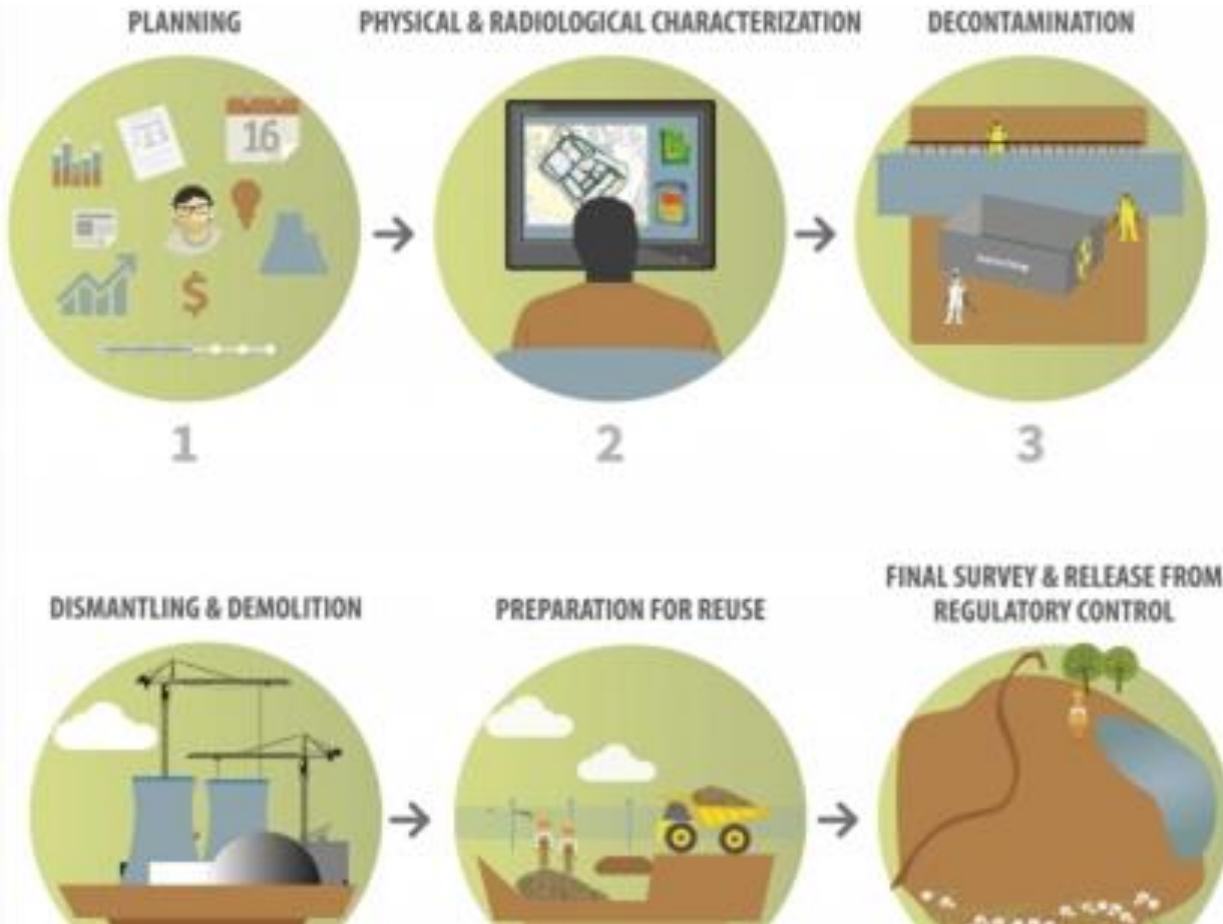 PLANNING
PHYSICAL & RADIOLOGICAL CHARACTERIZATION
DECONTAMINATION
16
$
1
2
3
DISMANTLING & DEMOLITION
PREPARATION FOR REUSE
FINAL SURVEY & RELEASE FROM
REGULATORY CONTROL